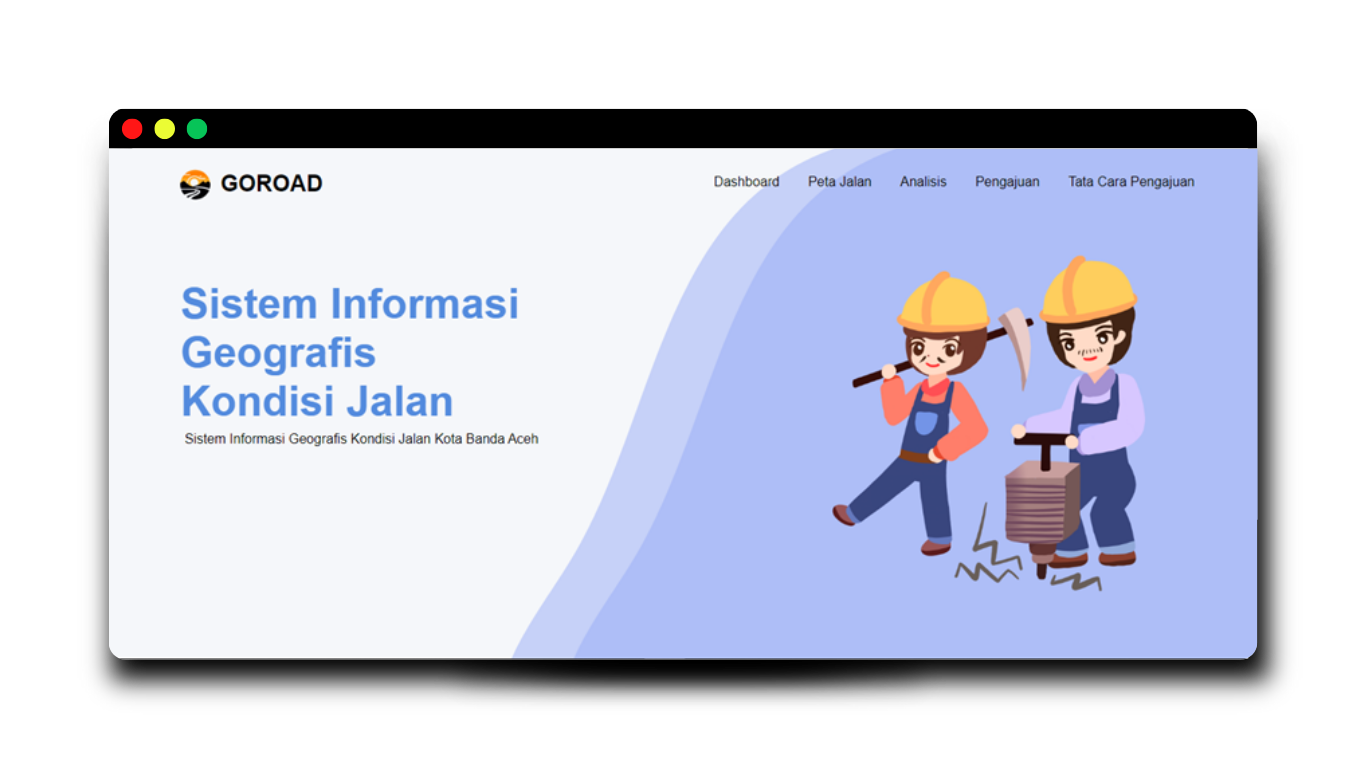 GOROAD
Dashboard Peta Jalan Analisis Pengajuan Tata Cara Pengajuan
Sistem Informasi
Geografis
Kondisi Jalan
Sistem Informasi Geografis Kondisi Jalan Kota Banda Aceh